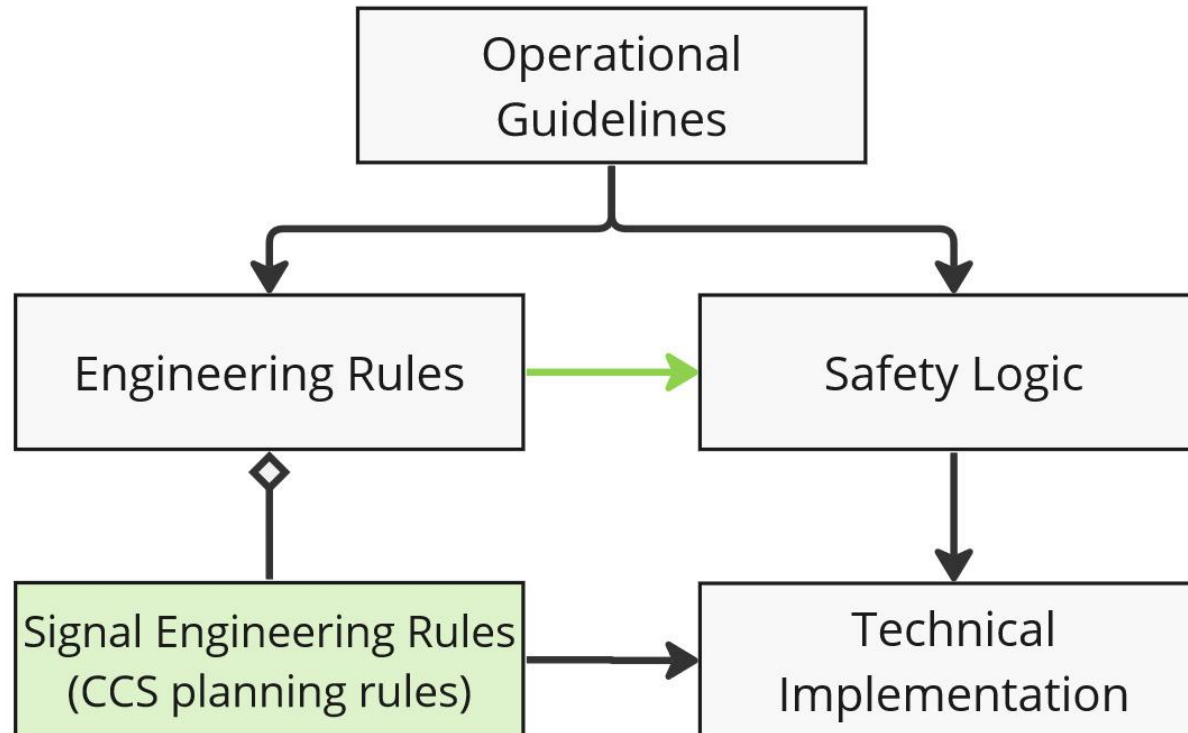 Operational
Guidelines
Engineering Rules
Safety Logic
Signal Engineering Rules
(CCS planning rules)
Technical
Implementation